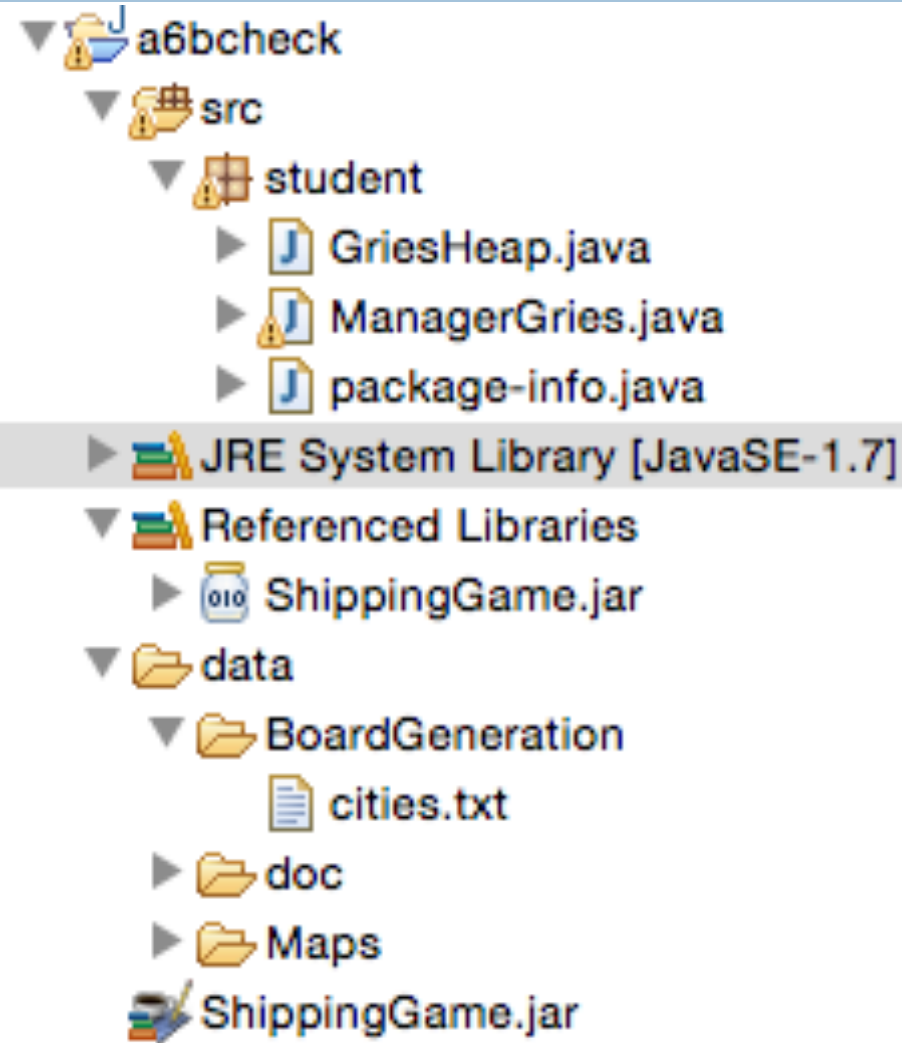 a6bcheck
src
student
GriesHeap.java
ManagerGries.java
package-info.java
JRE System Library [JavaSE-1.7]
Referenced Libraries
010 ShippingGame.jar
data
BoardGeneration
cities.txt
doc
Maps
ShippingGame.jar